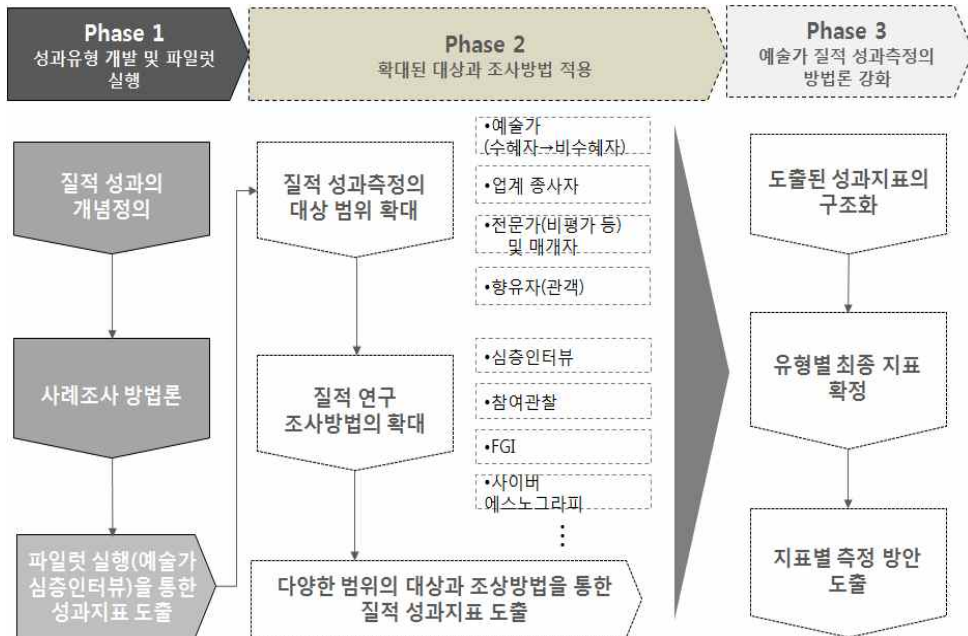 Phase 1
성과유형 개발 및 파일럿
실행
Phase 2
확대된 대상과 조사방법 적용
Phase 3
예술가 질적 성과측정의
방법론 강화
질적 성과의
개념정의
사례조사 방법론
파일럿 실행(예술가
심층인터뷰)을 통한
성과지표 도출
질적 성과측정의
대상 범위 확대
•예술가
(수혜자→비수혜자)
•업계 종사자
•전문가(비평가 등)
및 매개자
•향유자(관객)
질적 연구
조사방법의 확대
•심층인터뷰
•참여관찰
•FGI
•사이버
에스노그라피
⋮
다양한 범위의 대상과 조상방법을 통한
질적 성과지표 도출
도출된 성과지표의
구조화
유형별 최종 지표
확정
지표별 측정 방안
도출